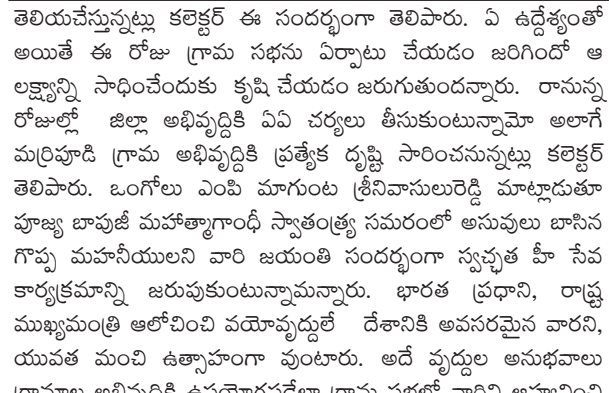 తెలియచేస్తున్నట్లు కలెక్టర్ ఈ సందర్భంగా తెలిపారు. ఏ ఉద్దేశ్యంతో
అయితే ఈ రోజు గ్రామ సభను ఏర్పాటు చేయడం జరిగిందో ఆ
లక్ష్యాన్ని సాధించేందుకు కృషి చేయడం జరుగుతుందన్నారు. రానున్న
రోజుల్లో జిల్లా అభివృద్ధికి ఏఏ చర్యలు తీసుకుంటున్నామో అలాగే
మర్రిపూడి గ్రామ అభివృద్ధికి ప్రత్యేక దృష్టి సారించనున్నట్లు కలెక్టర్
తెలిపారు. ఒంగోలు ఎంపి మాగుంట శ్రీనివాసులురెడ్డి మాట్లాడుతూ
పూజ్య బాపుజీ మహాత్మాగాంధీ స్వాతంత్ర్య సమరంలో అసువులు బాసిన
గొప్ప మహనీయులని వారి జయంతి సందర్భంగా స్వచ్ఛత హీ సేవ
కార్యక్రమాన్ని జరుపుకుంటున్నామన్నారు. భారత ప్రధాని, రాష్ట్ర
ముఖ్యమంత్రి ఆలోచించి వయోవృద్దులే దేశానికి అవసరమైన వారని,
యువత మంచి ఉత్సాహంగా వుంటారు. అదే వృద్దుల అనుభవాలు